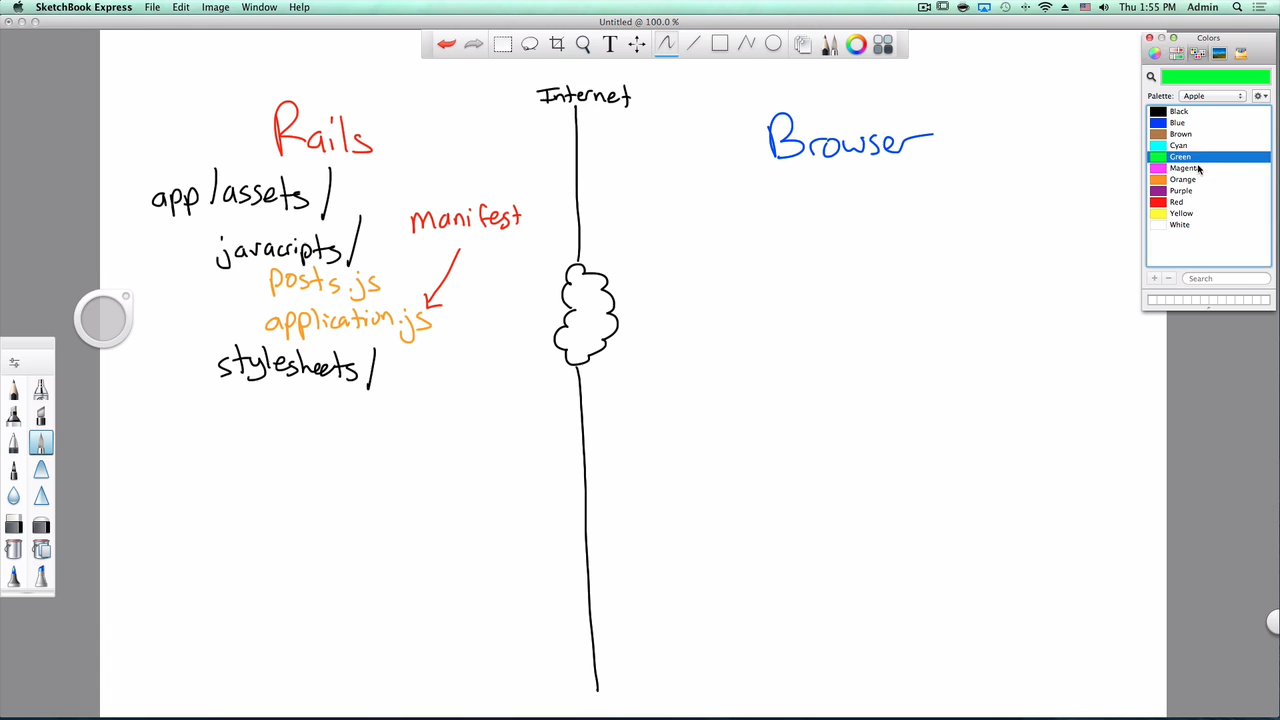 SketchBook Express File Edit Image Window Help Thu 1:55 PM Admin
Untitled @ 100.0 %
Colors
Palette: Apple
Black
Blue
Brown
Cyan
Green
Magenta
Orange
Purple
Red
Yellow
White
Search
Internet
Rails
Browser
app/assets/
manifest
javacripts/
posts.js
application.js
stylesheets/